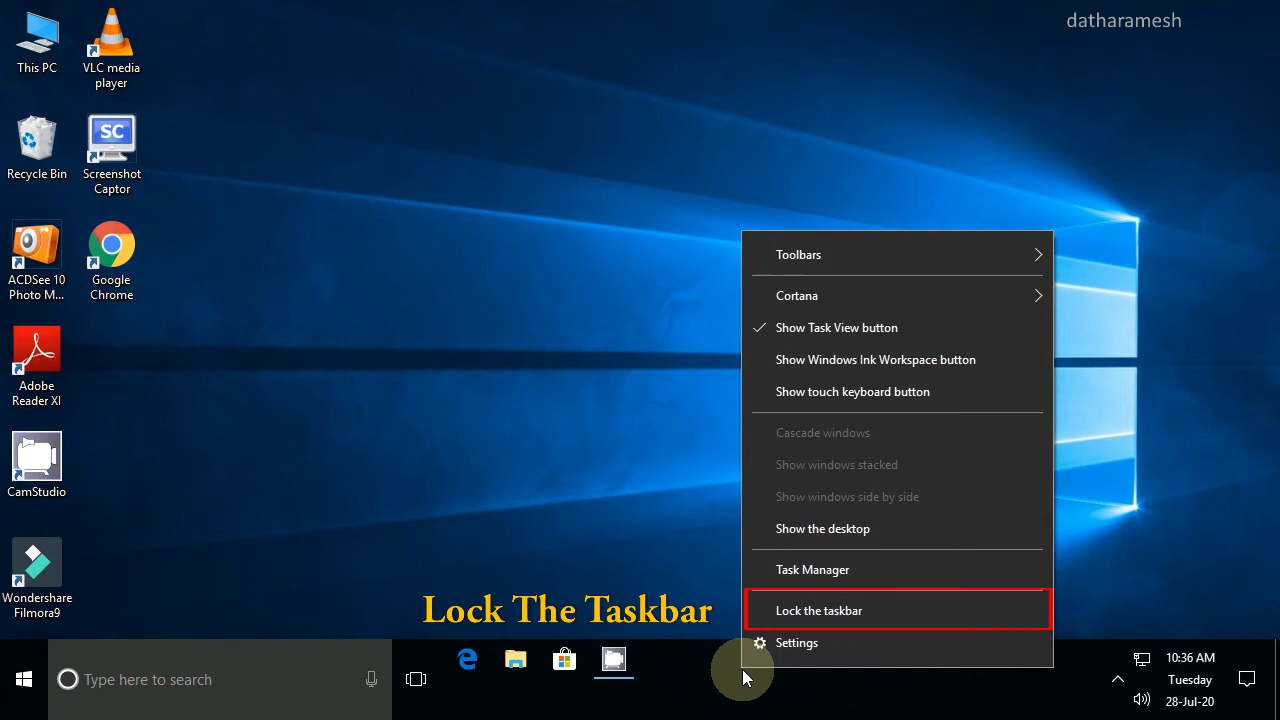 datharamesh
This PC
VLC media
player
Recycle Bin
SC
Screenshot
Captor
ACDSee 10
Photo M...
Google
Chrome
Adobe
Reader XI
CamStudio
Wondershare
Filmora9
Toolbars
Cortana
Show Task View button
Show Windows Ink Workspace button
Show touch keyboard button
Cascade windows
Show windows stacked
Show windows side by side
Show the desktop
Task Manager
Lock the taskbar
Settings
Lock The Taskbar
Type here to search
10:36 AM
Tuesday
28-Jul-20